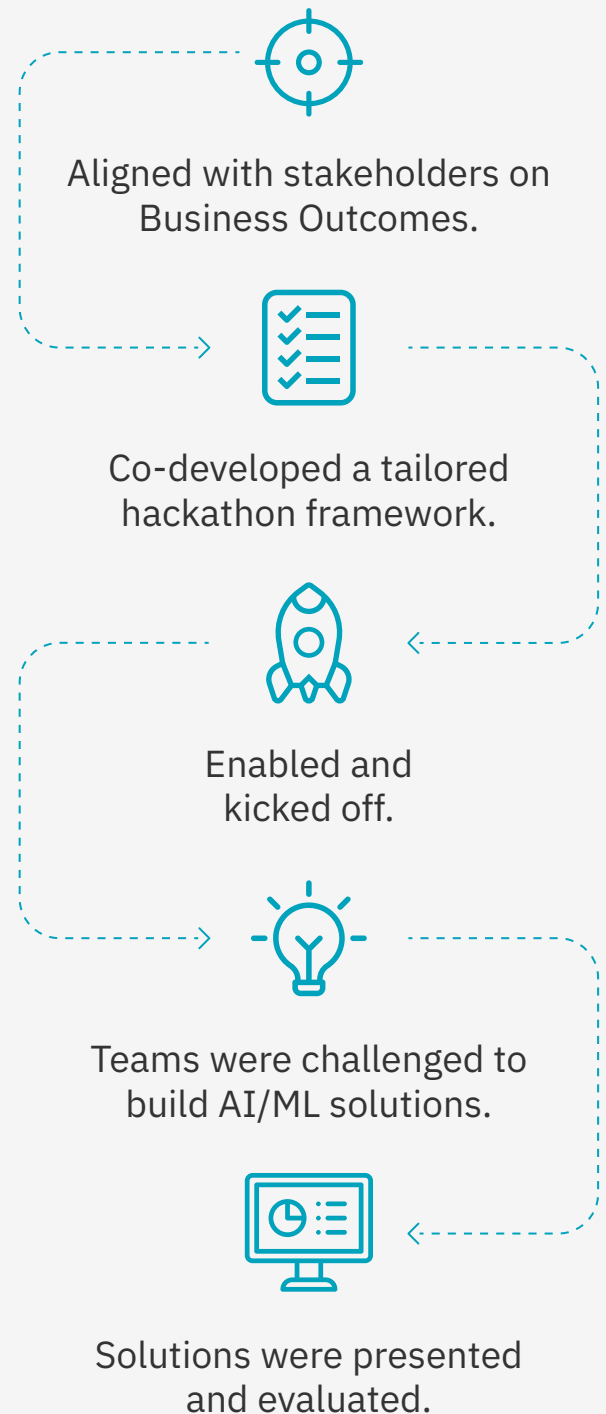 Aligned with stakeholders on
Business Outcomes.
Co-developed a tailored
hackathon framework.
Enabled and
kicked off.
Teams were challenged to
build AI/ML solutions.
Solutions were presented
and evaluated.